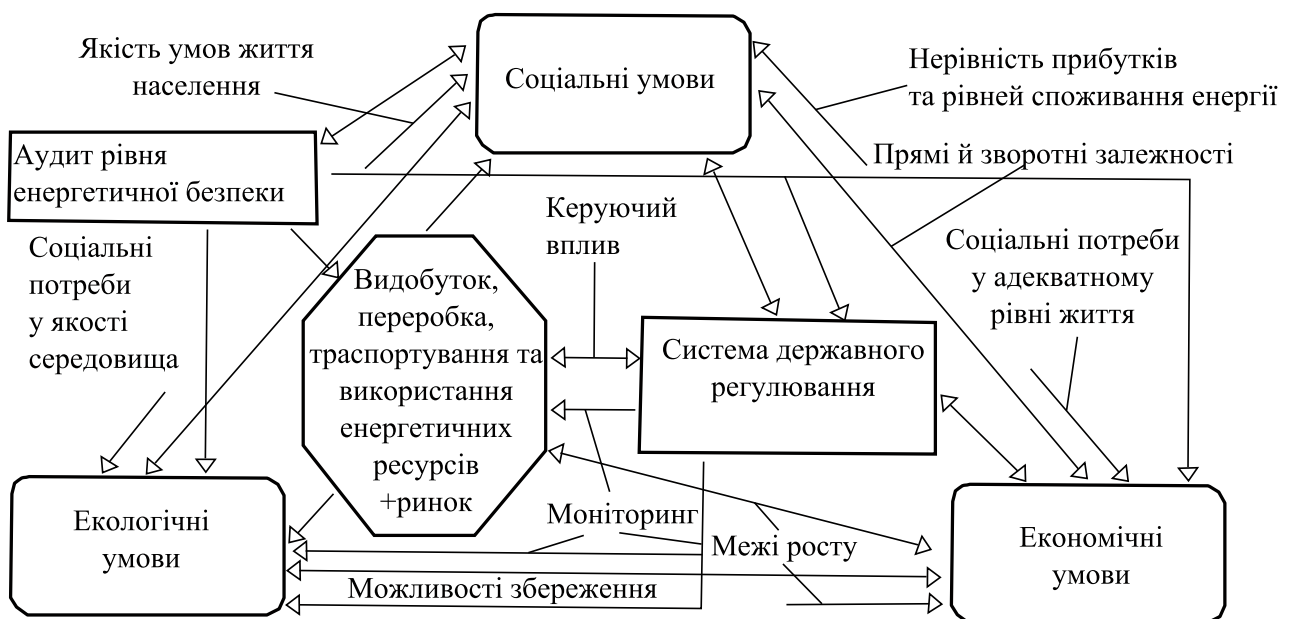 Якість умов життя
населення
Соціальні умови
Нерівність прибутків
та рівней споживання енергії
Прямі й зворотні залежності
Аудит рівня
енергетичної безпеки
Керуючий
вплив
Соціальні
потреби
у якості
середовища
Соціальні потреби
у адекватному
рівні життя
Видобуток,
переробка,
траспортування та
використання
енергетичних
ресурсів
+ринок
Система державного
регулювання
Моніторинг
Межі росту
Екологічні
умови
Можливості збереження
Економічні
умови